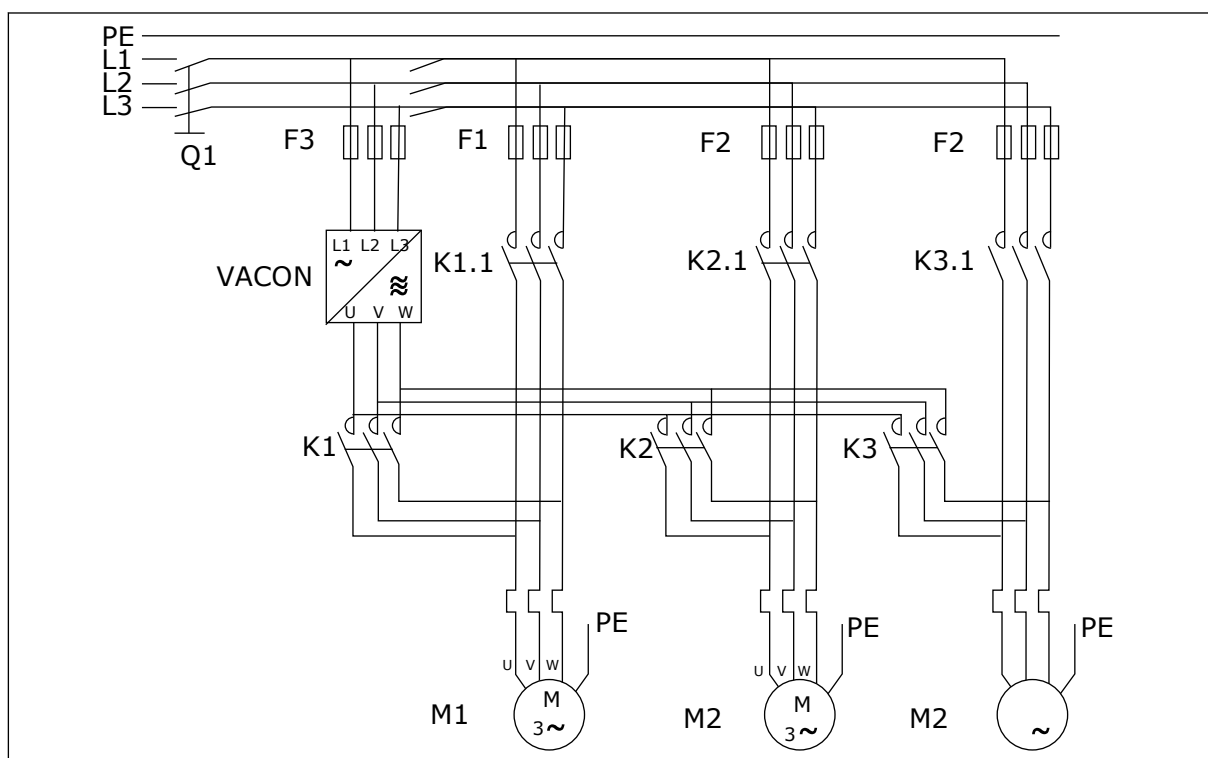 PE
L1
L2
L3
Q1
F3
F1
F2
F2
L1 L2 L3
~
≋
U V W
VACON
K1.1
K2.1
K3.1
K1
K2
K3
PE
PE
PE
U V W
U V W
M1
M
3~
M2
M
3~
M2
~